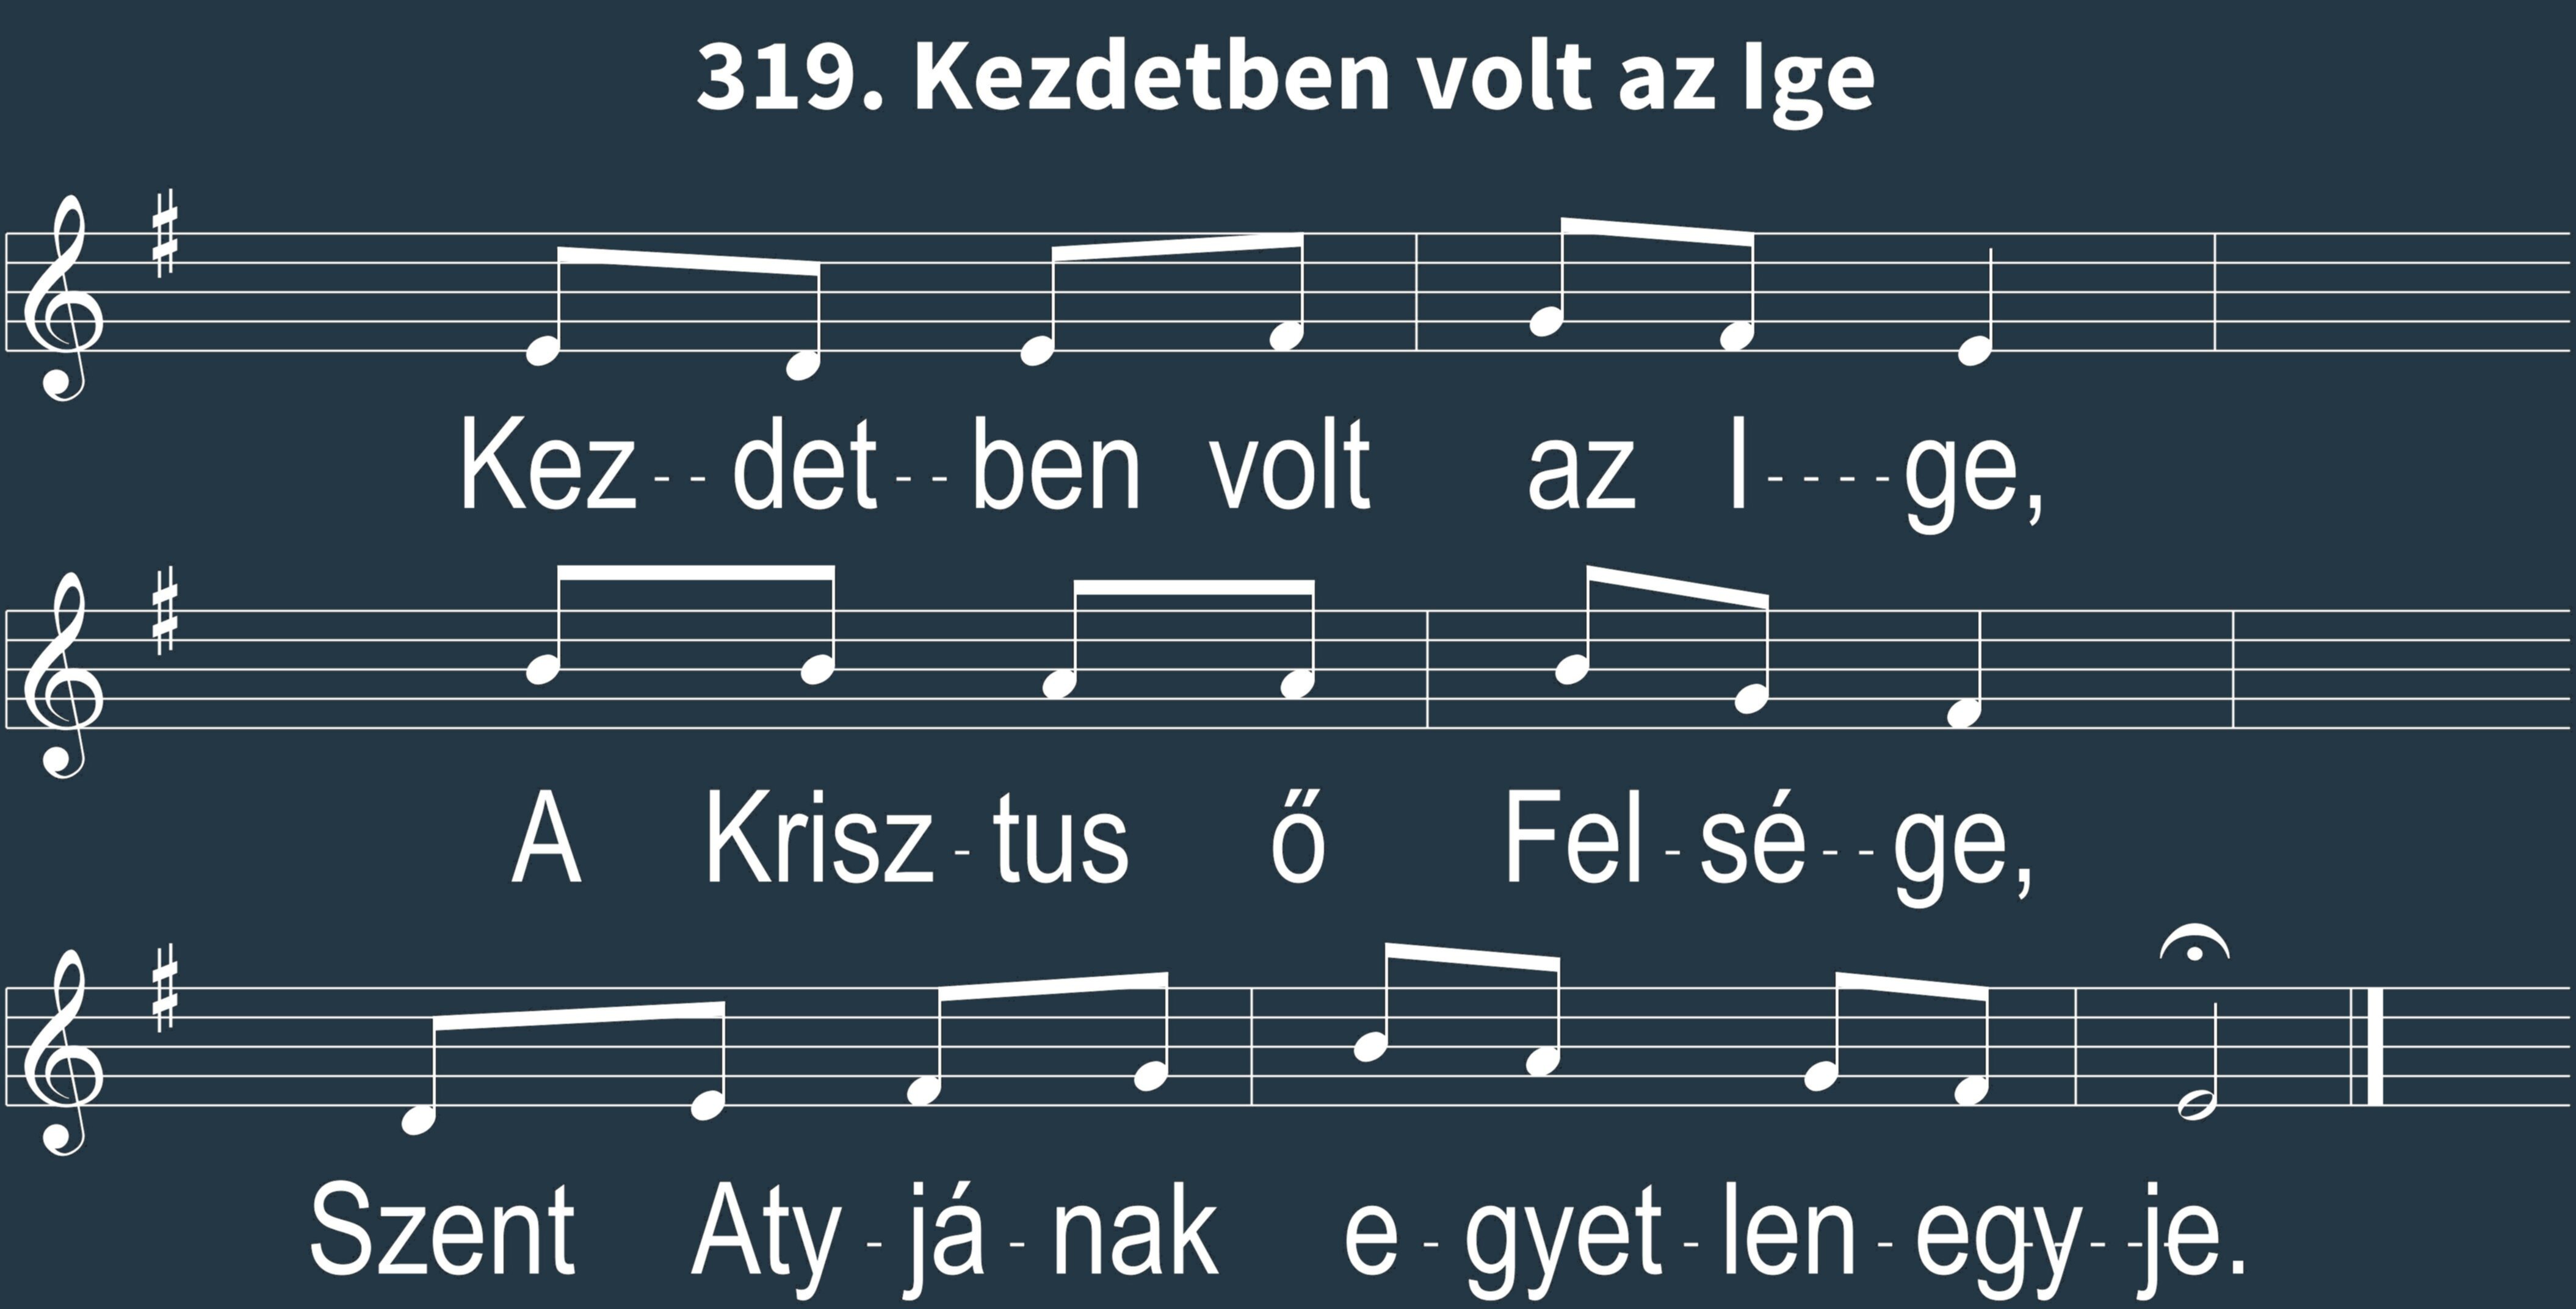 319. Kezdetben volt az Ige
Kez - - det - - ben volt az I - - - - ge,
A Krisz - tus ő Fel - sé - - ge,
Szent Aty - já - nak e - gyet - len - egy - - je.